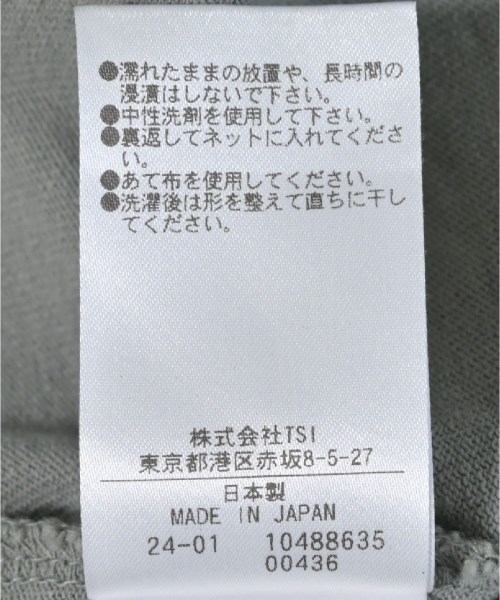 ●濡れたままの放置や、長時間の
浸漬はしないで下さい。
●中性洗剤を使用して下さい。
●裏返してネットに入れてくださ
い。
●あて布を使用してください。
●洗濯後は形を整えて直ちに干し
てください。
株式会社TSI
東京都港区赤坂8-5-27
日本製
MADE IN JAPAN
24-01 10488635
00436